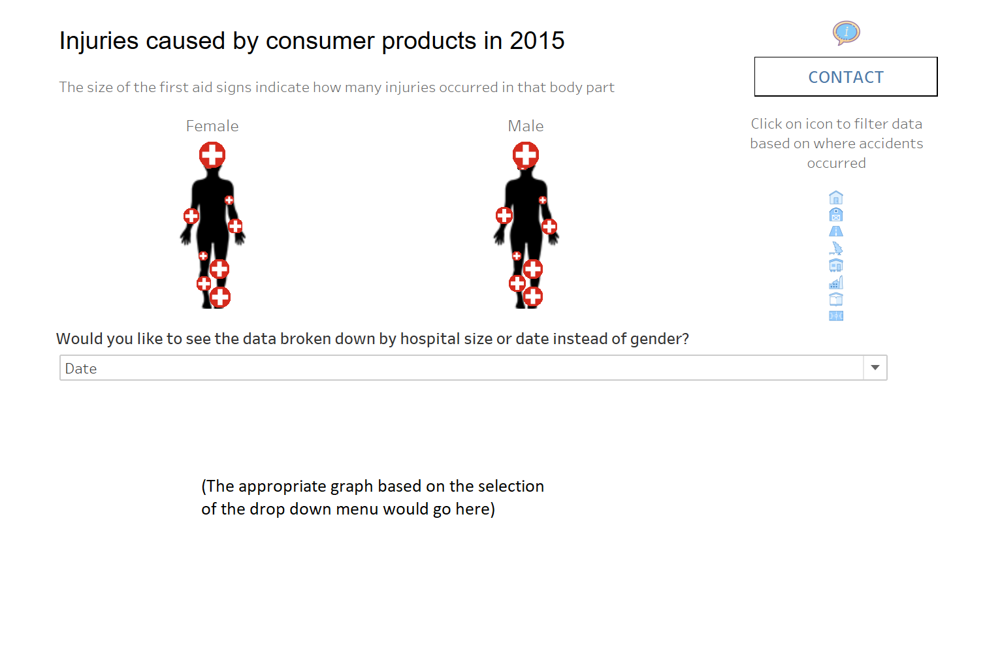 Injuries caused by consumer products in 2015
i
CONTACT
The size of the first aid signs indicate how many injuries occurred in that body part
Female
Male
Click on icon to filter data
based on where accidents
occurred
Would you like to see the data broken down by hospital size or date instead of gender?
Date
(The appropriate graph based on the selection
of the drop down menu would go here)